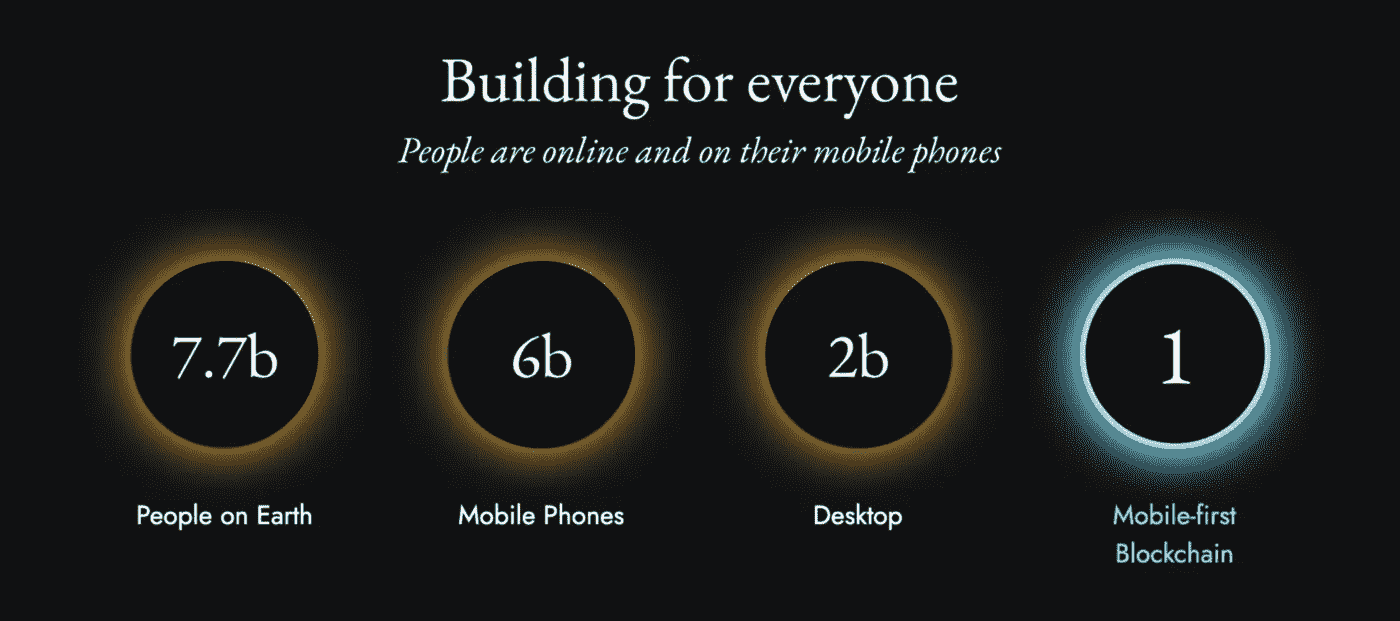 Building for everyone
People are online and on their mobile phones
7.7b
6b
2b
1
People on Earth
Mobile Phones
Desktop
Mobile-first
Blockchain